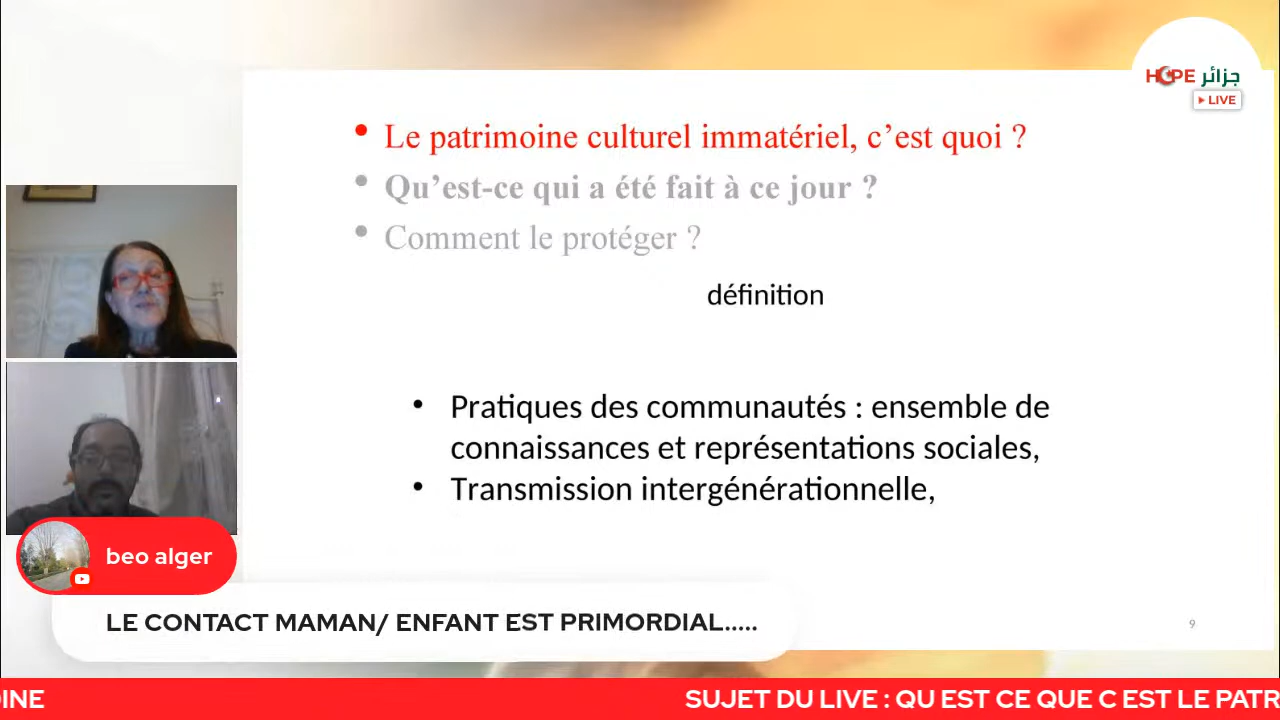 HOPE جزائر
LIVE
• Le patrimoine culturel immatériel, c’est quoi ?
• Qu’est-ce qui a été fait à ce jour ?
• Comment le protéger ?
définition
• Pratiques des communautés : ensemble de
connaissances et représentations sociales,
• Transmission intergénérationnelle,
beo alger
LE CONTACT MAMAN/ ENFANT EST PRIMORDIAL.....
9
OINE
SUJET DU LIVE : QU EST CE QUE C EST LE PATR